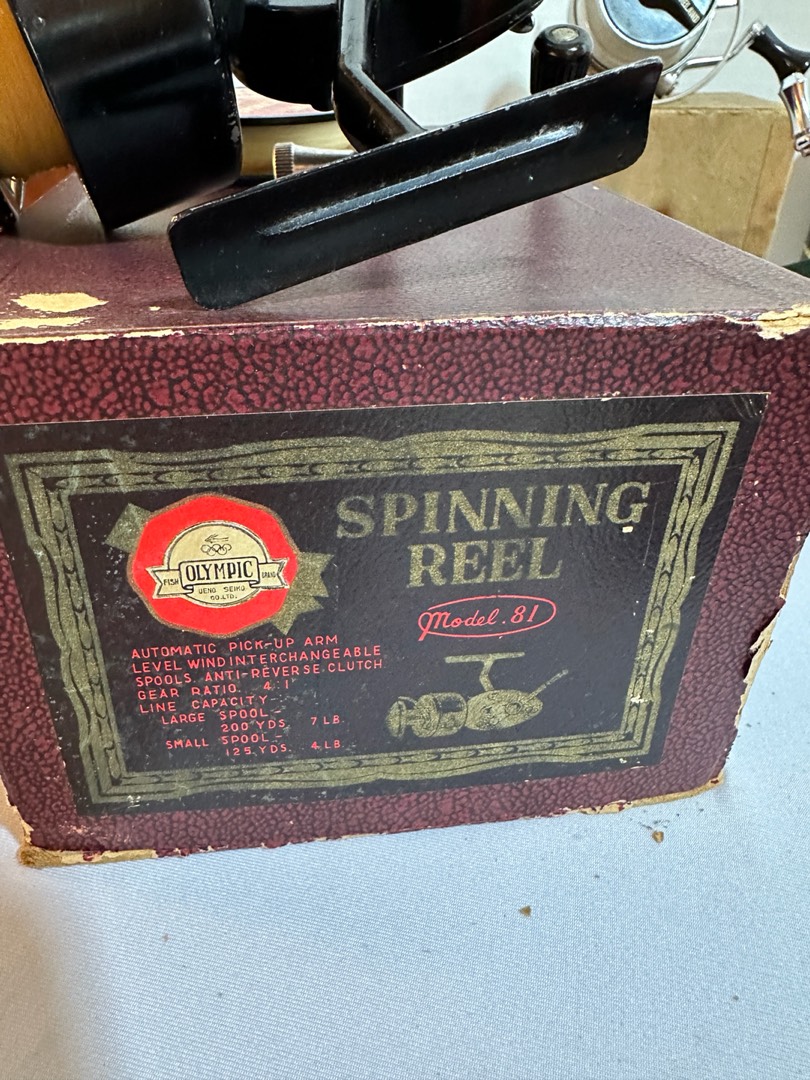 SPINNING
REEL
Model.81
FISH OLYMPIC BRAND
UENO SEIKO
CO.LTD.
AUTOMATIC PICK-UP ARM
LEVEL WIND INTERCHANGEABLE
SPOOLS. ANTI-REVERSE.CLUTCH
GEAR RATIO 4:1
LINE CAPACITY
LARGE SPOOL-
200 YDS. 7 LB.
SMALL SPOOL-
125.YDS. 4 LB.